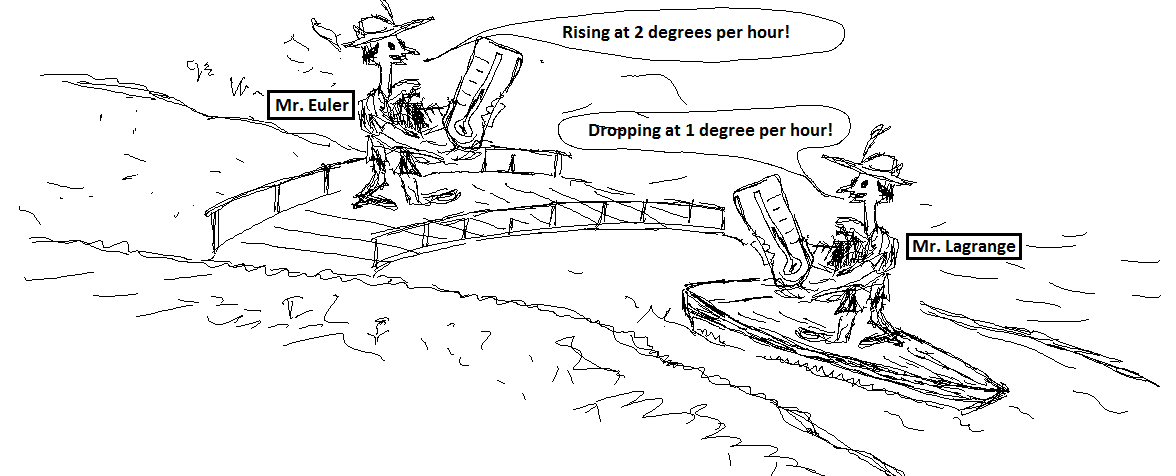 Rising at 2 degrees per hour!
Mr. Euler
Dropping at 1 degree per hour!
Mr. Lagrange